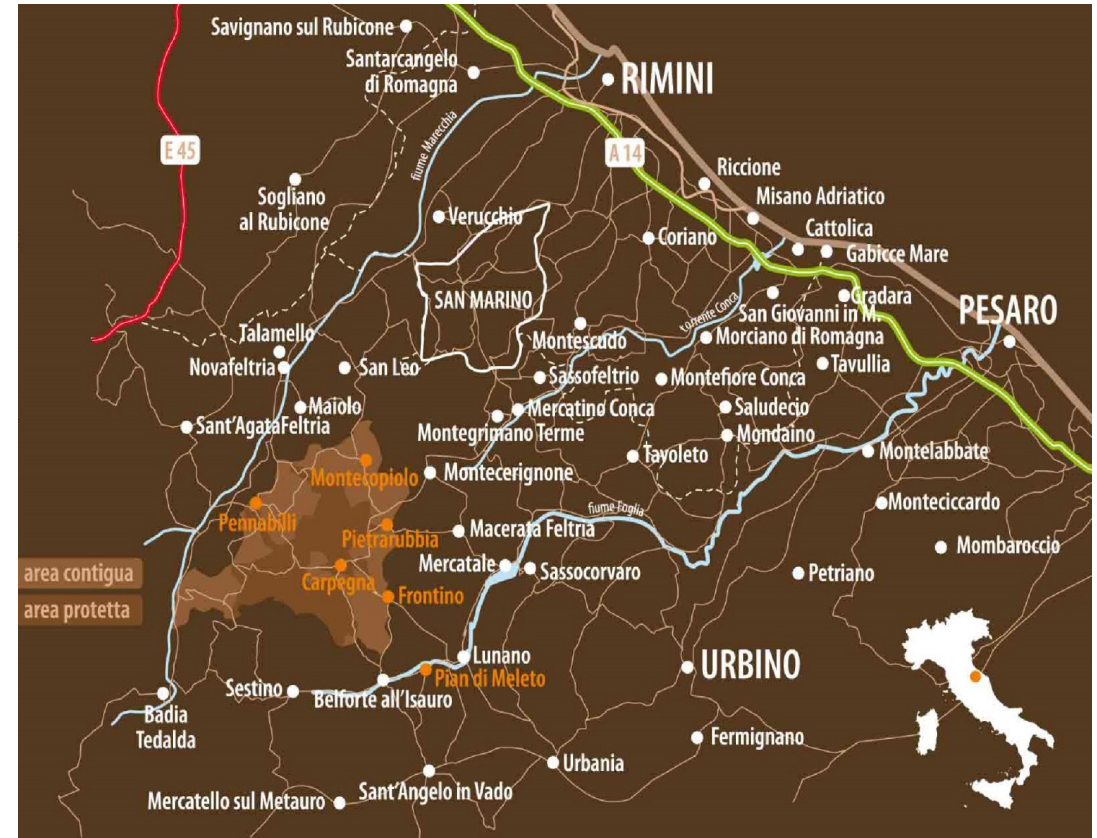 Savignano sul Rubicone
Santarcangelo
di Romagna
RIMINI
fiume Marecchia
E 45
A 14
Riccione
Sogliano
al Rubicone
Misano Adriatico
Verucchio
Coriano
Cattolica
Gabicce Mare
SAN MARINO
torrente Conca
Gradara
San Giovanni in M.
PESARO
Talamello
Montescudo
Morciano di Romagna
Novafeltria
San Leo
Tavullia
Sassofeltrio
Montefiore Conca
Maiolo
Mercatino Conca
Saludecio
Sant'AgataFeltria
Montegrimano Terme
Mondaino
Tavoleto
Montelabbate
Montecopiolo
Montecerignone
Pennabilli
fiume Foglia
Monteciccardo
Pietrarubbia
Macerata Feltria
Mombaroccio
Mercatale
Sassocorvaro
Petriano
area contigua
Carpegna
Frontino
area protetta
Lunano
URBINO
Pian di Meleto
Sestino
Belforte all'Isauro
Badia
Tedalda
Fermignano
Urbania
Sant'Angelo in Vado
Mercatello sul Metauro